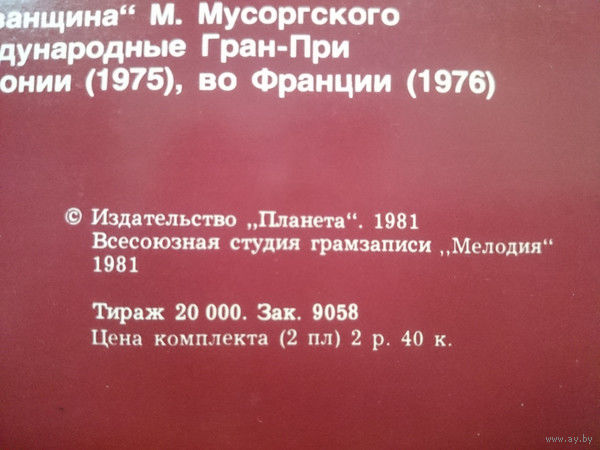 ванщина“ М. Мусоргского
дународные Гран-При
онии (1975), во Франции (1976)
© Издательство „Планета“. 1981
Всесоюзная студия грамзаписи „Мелодия“
1981
Тираж 20 000. Зак. 9058
Цена комплекта (2 пл) 2 р. 40 к.
www.ay.by